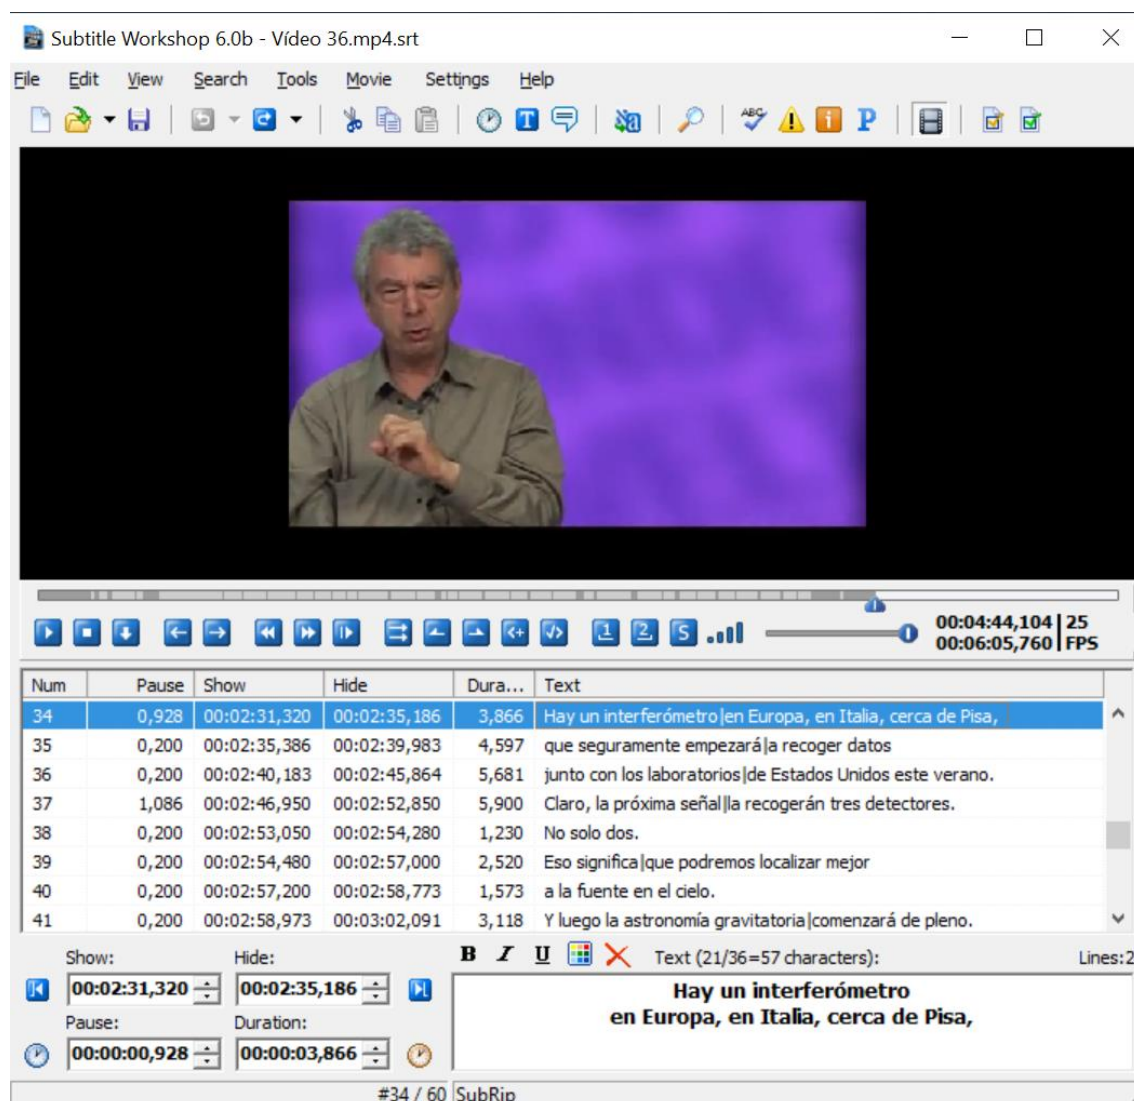 Subtitle Workshop 6.0b - Vídeo 36.mp4.srt
File Edit View Search Tools Movie Settings Help
00:04:44,104 25
00:06:05,760 FPS
Num Pause Show Hide Dura... Text
34 0,928 00:02:31,320 00:02:35,186 3,866 Hay un interferómetro|en Europa, en Italia, cerca de Pisa,
35 0,200 00:02:35,386 00:02:39,983 4,597 que seguramente empezará|a recoger datos
36 0,200 00:02:40,183 00:02:45,864 5,681 junto con los laboratorios|de Estados Unidos este verano.
37 1,086 00:02:46,950 00:02:52,850 5,900 Claro, la próxima señal|la recogerán tres detectores.
38 0,200 00:02:53,050 00:02:54,280 1,230 No solo dos.
39 0,200 00:02:54,480 00:02:57,000 2,520 Eso significa|que podremos localizar mejor
40 0,200 00:02:57,200 00:02:58,773 1,573 a la fuente en el cielo.
41 0,200 00:02:58,973 00:03:02,091 3,118 Y luego la astronomía gravitatoria|comenzará de pleno.
Show: Hide: B I U Text (21/36=57 characters): Lines:2
00:02:31,320 00:02:35,186
Pause: Duration:
00:00:00,928 00:00:03,866
Hay un interferómetro
en Europa, en Italia, cerca de Pisa,
#34 / 60 SubRip